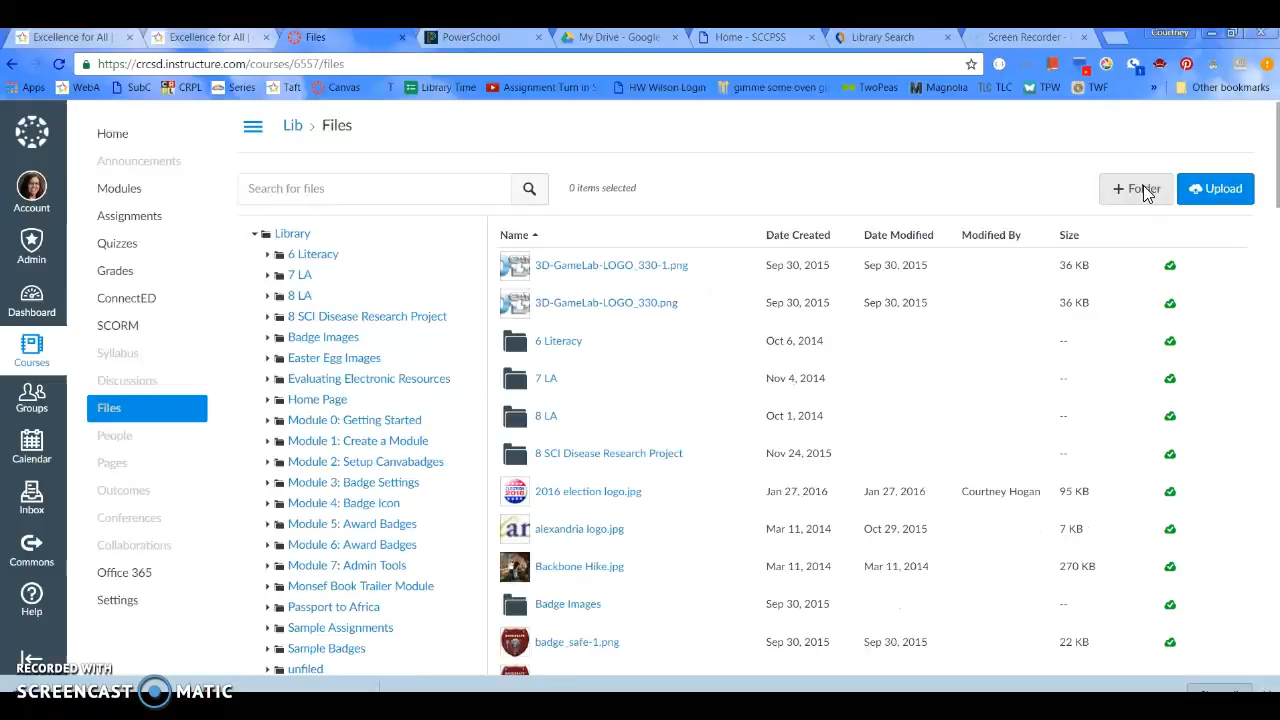 Excellence for All | Excellence for All | Files PowerSchool My Drive - Google Home - SCCPSS Library Search Screen Recorder - Courtney
https://crcsd.instructure.com/courses/6557/files
Apps WebA SubC CRPL Series Taft Canvas T Library Time Assignment Turn in S HW Wilson Login gimme some oven TwoPeas Magnolia TLC TLC TPW TWF » Other bookmarks
Lib > Files
Home
Announcements
Modules
Assignments
Quizzes
Grades
ConnectED
SCORM
Syllabus
Discussions
Files
People
Pages
Outcomes
Conferences
Collaborations
Office 365
Settings
Account
Admin
Dashboard
Courses
Groups
Calendar
Inbox
Commons
Help
Search for files 0 items selected + Folder Upload
Library
6 Literacy
7 LA
8 LA
8 SCI Disease Research Project
Badge Images
Easter Egg Images
Evaluating Electronic Resources
Home Page
Module 0: Getting Started
Module 1: Create a Module
Module 2: Setup Canvabadges
Module 3: Badge Settings
Module 4: Badge Icon
Module 5: Award Badges
Module 6: Award Badges
Module 7: Admin Tools
Monsef Book Trailer Module
Passport to Africa
Sample Assignments
Sample Badges
unfiled
Name Date Created Date Modified Modified By Size
3D-GameLab-LOGO_330-1.png Sep 30, 2015 Sep 30, 2015 36 KB
3D-GameLab-LOGO_330.png Sep 30, 2015 Sep 30, 2015 36 KB
6 Literacy Oct 6, 2014 --
7 LA Nov 4, 2014 --
8 LA Oct 1, 2014 --
8 SCI Disease Research Project Nov 24, 2015 --
2016 election logo.jpg Jan 27, 2016 Jan 27, 2016 Courtney Hogan 95 KB
alexandria logo.jpg Mar 11, 2014 Oct 29, 2015 7 KB
Backbone Hike.jpg Mar 11, 2014 Mar 11, 2014 270 KB
Badge Images Sep 30, 2015 --
badge_safe-1.png Sep 30, 2015 Sep 30, 2015 22 KB
RECORDED WITH
SCREENCAST MATIC